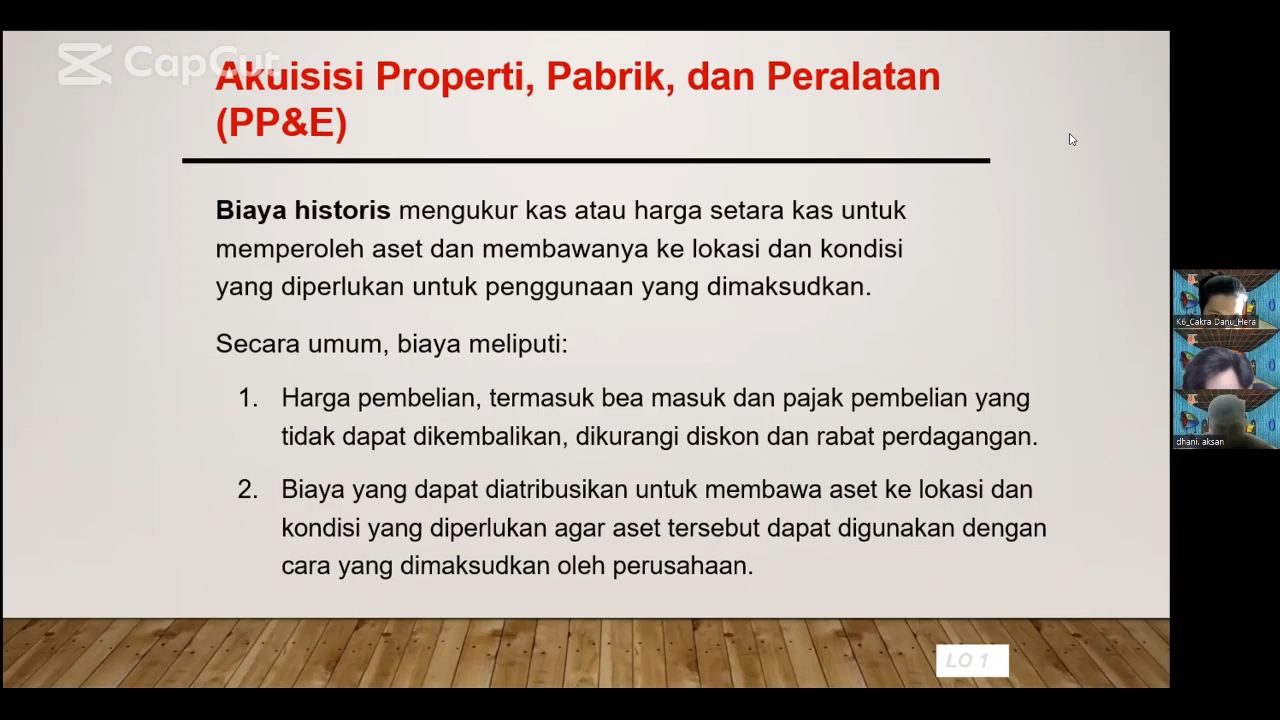 CapCut
Akuisisi Properti, Pabrik, dan Peralatan
(PP&E)
Biaya historis mengukur kas atau harga setara kas untuk
memperoleh aset dan membawanya ke lokasi dan kondisi
yang diperlukan untuk penggunaan yang dimaksudkan.
Secara umum, biaya meliputi:
1. Harga pembelian, termasuk bea masuk dan pajak pembelian yang
tidak dapat dikembalikan, dikurangi diskon dan rabat perdagangan.
2. Biaya yang dapat diatribusikan untuk membawa aset ke lokasi dan
kondisi yang diperlukan agar aset tersebut dapat digunakan dengan
cara yang dimaksudkan oleh perusahaan.
LO 1
K6_Cakra Danu_Hera
dhani. aksan